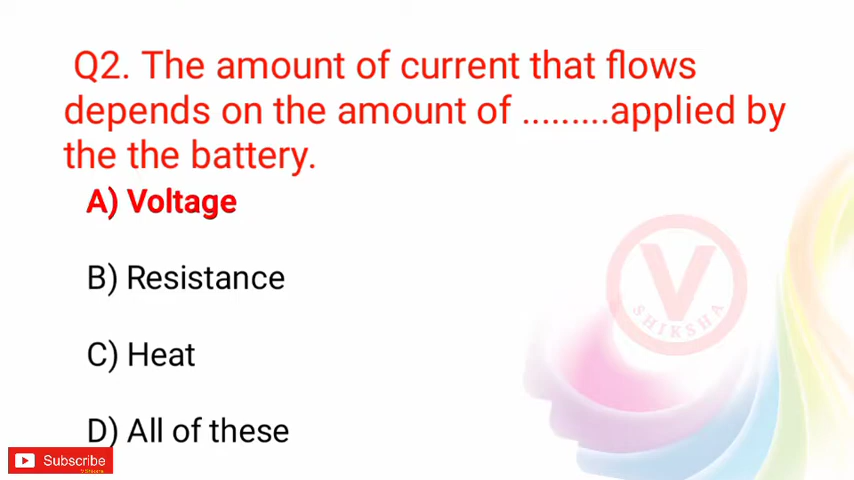 Q2. The amount of current that flows
depends on the amount of .........applied by
the the battery.
A) Voltage
B) Resistance
V
SHIKSHA
C) Heat
D) All of these
Subscribe
V Shiksha